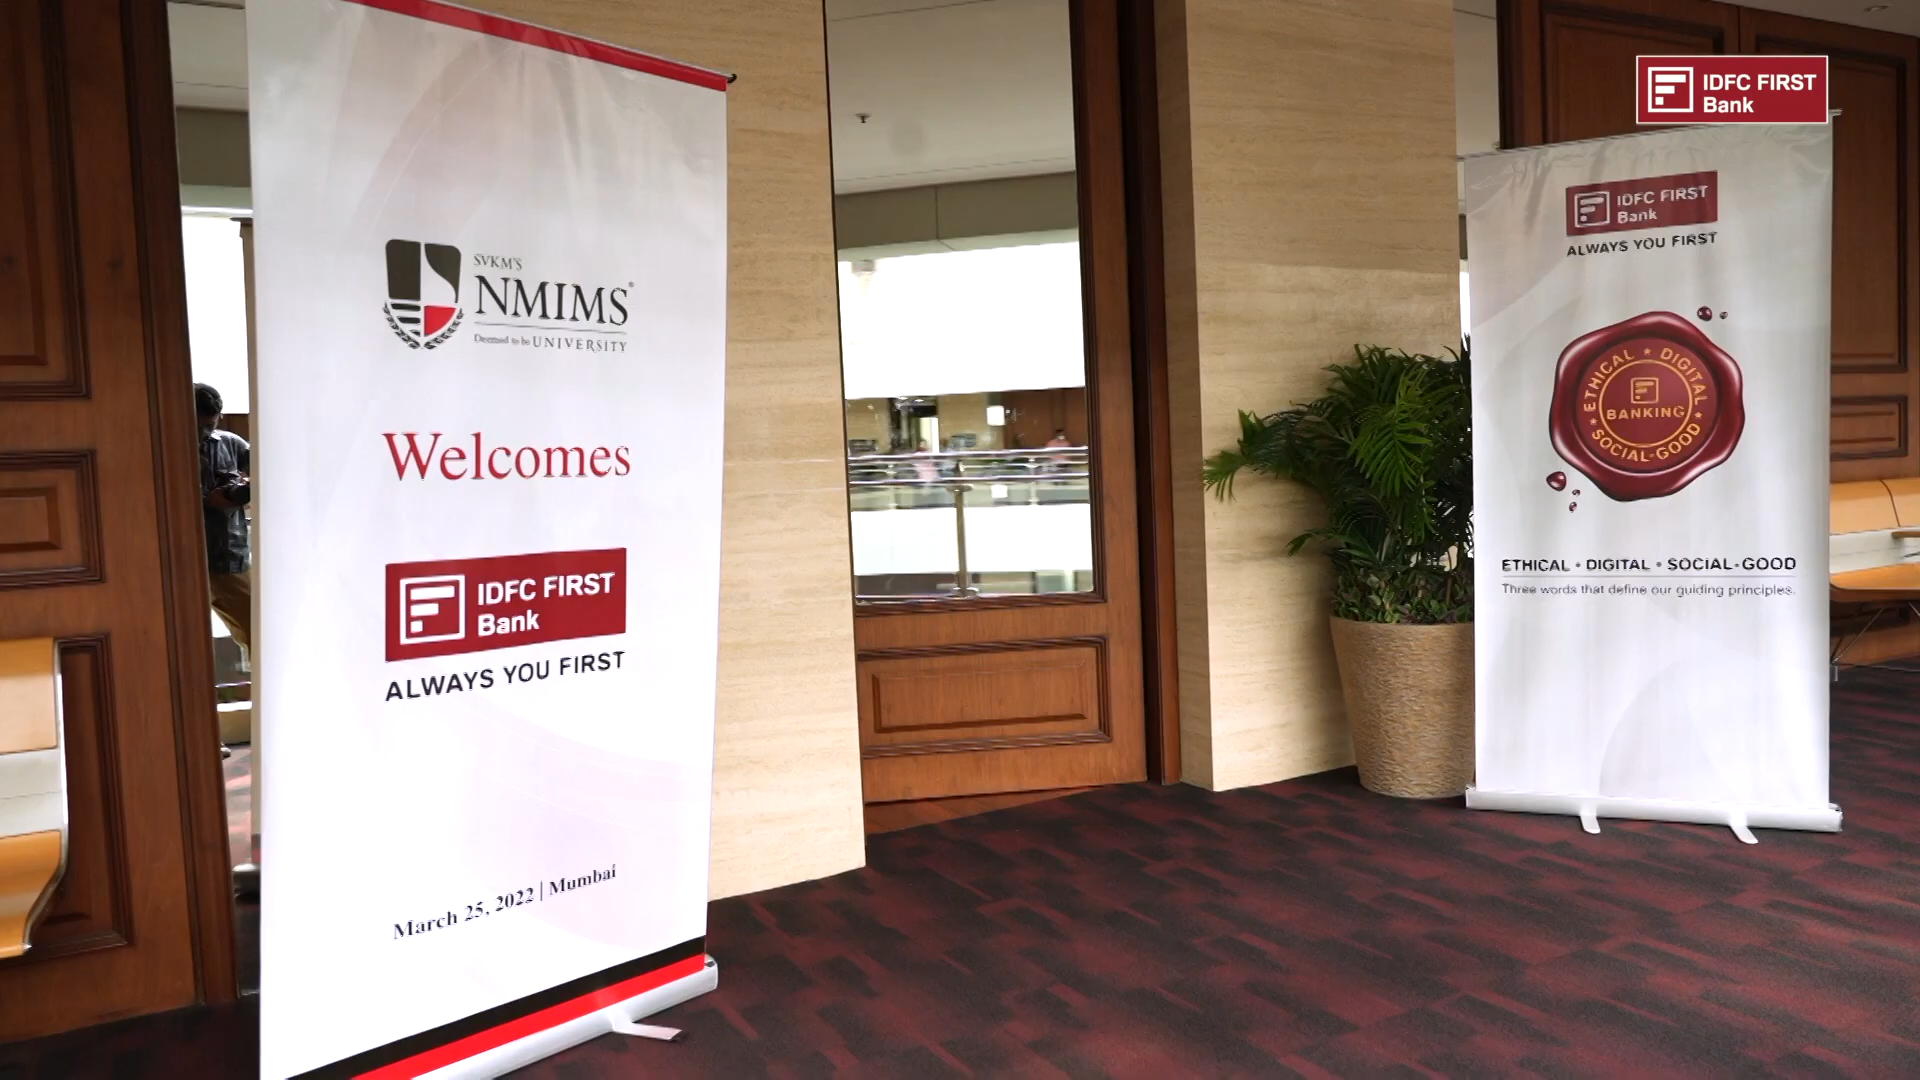 SVKM'S
NMIMS®
Deemed to be UNIVERSITY
Welcomes
IDFC FIRST
Bank
ALWAYS YOU FIRST
March 25, 2022 | Mumbai
IDFC FIRST
Bank
IDFC FIRST
Bank
ALWAYS YOU FIRST
ETHICAL ★ DIGITAL ★ SOCIAL-GOOD ★
BANKING
ETHICAL • DIGITAL • SOCIAL-GOOD
Three words that define our guiding principles.